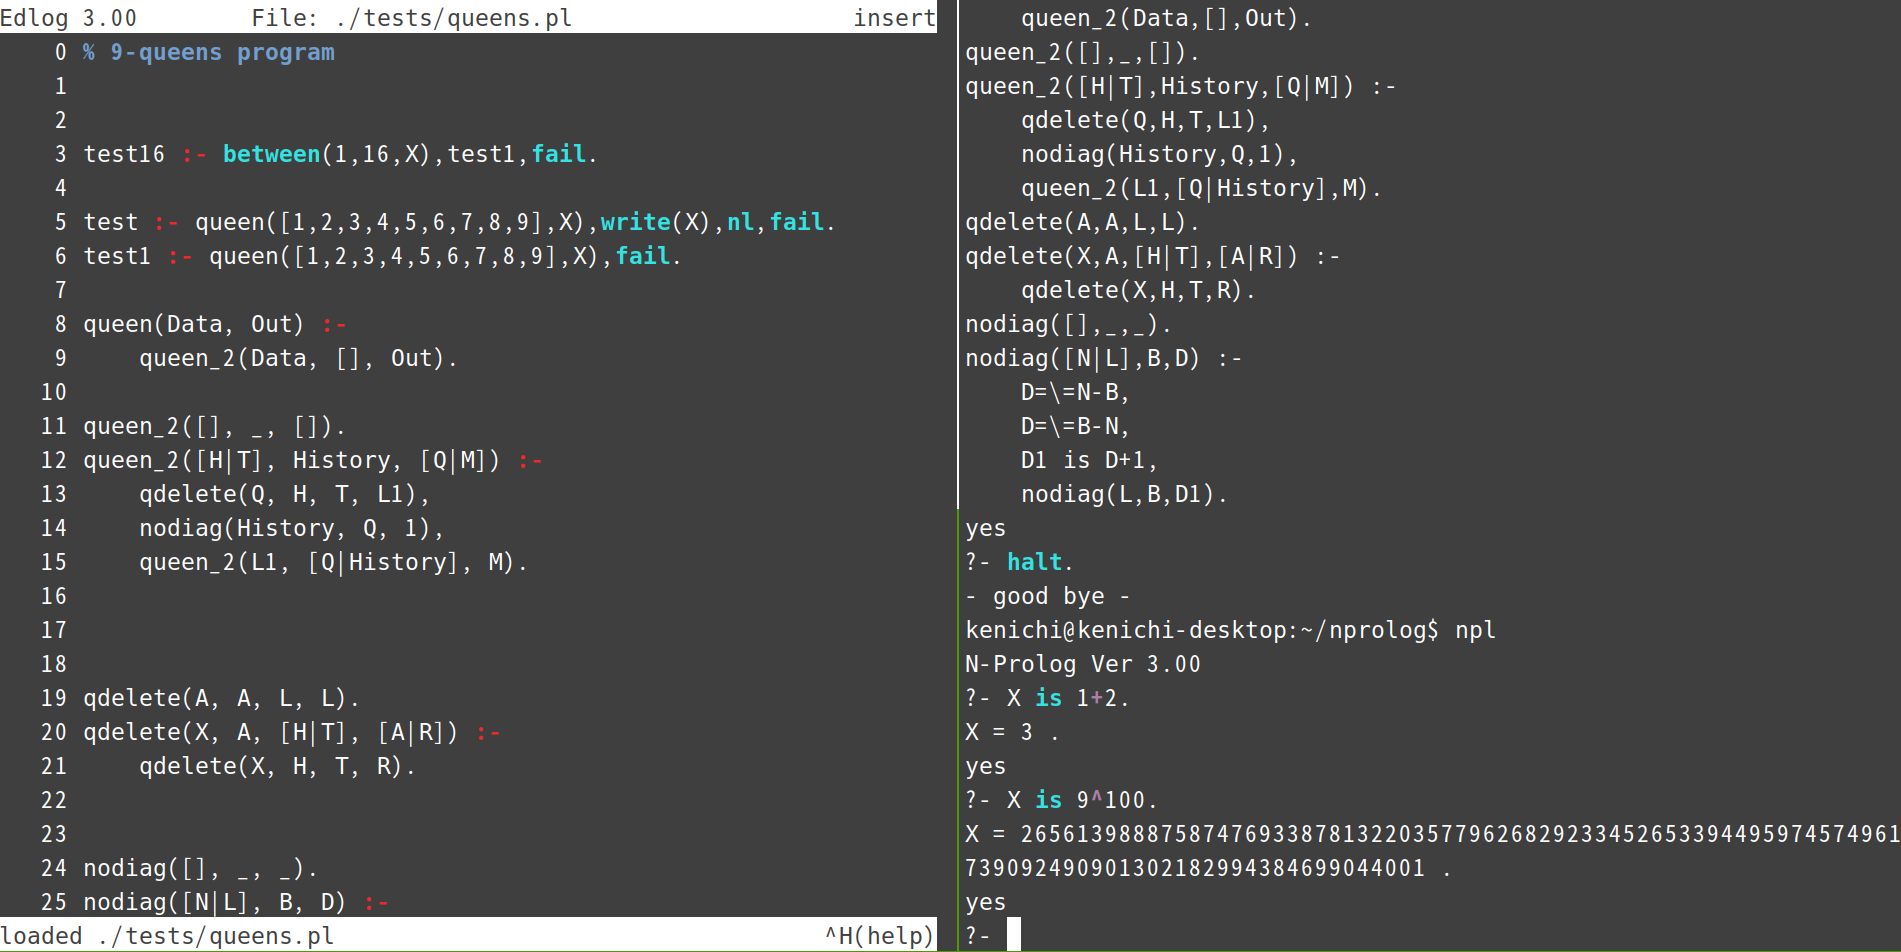 Edlog 3.00        File: ./tests/queens.pl                    insert
    0 % 9-queens program
    1
    2
    3 test16 :- between(1,16,X),test1,fail.
    4
    5 test :- queen([1,2,3,4,5,6,7,8,9],X),write(X),nl,fail.
    6 test1 :- queen([1,2,3,4,5,6,7,8,9],X),fail.
    7
    8 queen(Data, Out) :-
    9     queen_2(Data, [], Out).
   10
   11 queen_2([], _, []).
   12 queen_2([H|T], History, [Q|M]) :-
   13     qdelete(Q, H, T, L1),
   14     nodiag(History, Q, 1),
   15     queen_2(L1, [Q|History], M).
   16
   17
   18
   19 qdelete(A, A, L, L).
   20 qdelete(X, A, [H|T], [A|R]) :-
   21     qdelete(X, H, T, R).
   22
   23
   24 nodiag([], _, _).
   25 nodiag([N|L], B, D) :-
loaded ./tests/queens.pl                                   ^H(help)
    queen_2(Data,[],Out).
queen_2([],_,[]).
queen_2([H|T],History,[Q|M]) :-
    qdelete(Q,H,T,L1),
    nodiag(History,Q,1),
    queen_2(L1,[Q|History],M).
qdelete(A,A,L,L).
qdelete(X,A,[H|T],[A|R]) :-
    qdelete(X,H,T,R).
nodiag([],_,_).
nodiag([N|L],B,D) :-
    D=\=N-B,
    D=\=B-N,
    D1 is D+1,
    nodiag(L,B,D1).
yes
?- halt.
- good bye -
kenichi@kenichi-desktop:~/nprolog$ npl
N-Prolog Ver 3.00
?- X is 1+2.
X = 3 .
yes
?- X is 9^100.
X = 265613988875874769338781322035779626829233452653394495974574961
739092490901302182994384699044001 .
yes
?-